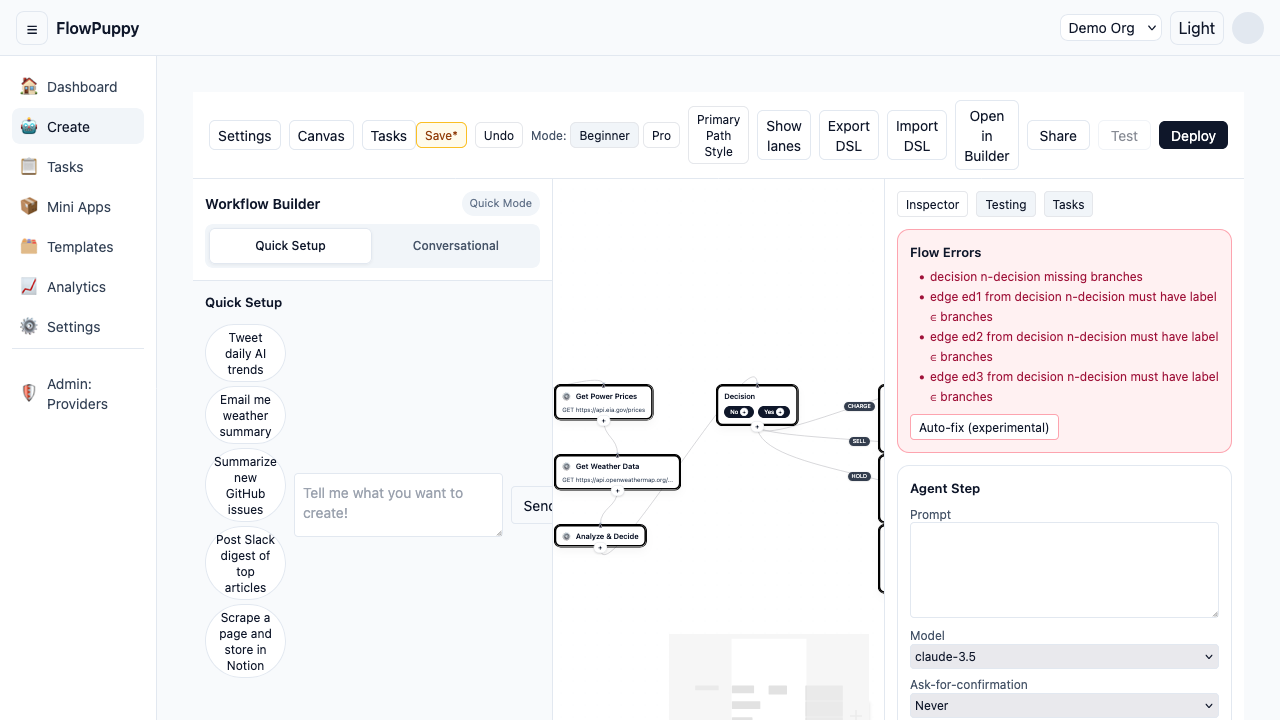 ☰
FlowPuppy
Demo Org
Light
Dashboard
Create
Tasks
Mini Apps
Templates
Analytics
Settings
Admin:
Providers
Settings
Canvas
Tasks
Save*
Undo
Mode:
Beginner
Pro
Primary
Path
Style
Show
lanes
Export
DSL
Import
DSL
Open
in
Builder
Share
Test
Deploy
Workflow Builder
Quick Mode
Quick Setup
Conversational
Quick Setup
Tweet
daily AI
trends
Email me
weather
summary
Summarize
new
GitHub
issues
Post Slack
digest of
top
articles
Scrape a
page and
store in
Notion
Tell me what you want to
create!
Send
Get Power Prices
GET https://api.eia.gov/prices
+
Get Weather Data
GET https://api.openweathermap.org/...
+
Analyze & Decide
+
Decision
No +
Yes +
+
CHARGE
SELL
HOLD
Inspector
Testing
Tasks
Flow Errors
• decision n-decision missing branches
• edge ed1 from decision n-decision must have label
∈ branches
• edge ed2 from decision n-decision must have label
∈ branches
• edge ed3 from decision n-decision must have label
∈ branches
Auto-fix (experimental)
Agent Step
Prompt
Model
claude-3.5
Ask-for-confirmation
Never